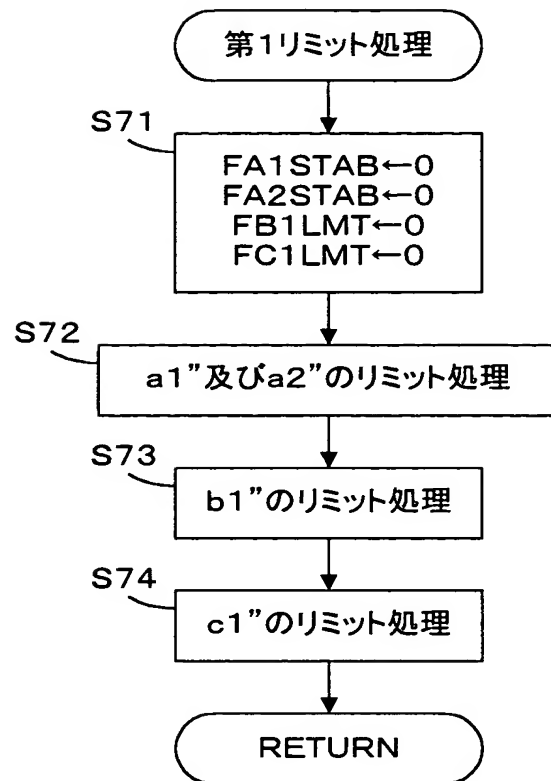 第1リミット処理
S71
FA1STAB←0
FA2STAB←0
FB1LMT←0
FC1LMT←0
S72
a1”及びa2”のリミット処理
S73
b1”のリミット処理
S74
c1”のリミット処理
RETURN